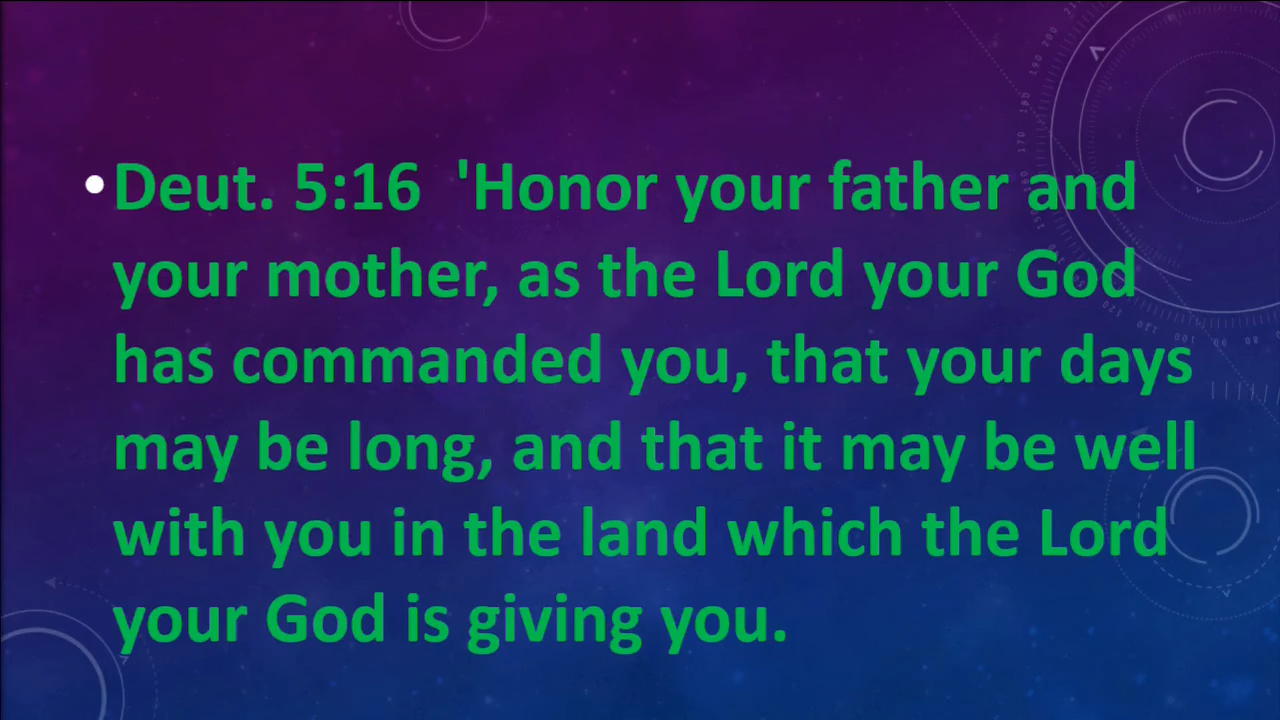 • Deut. 5:16  'Honor your father and
your mother, as the Lord your God
has commanded you, that your days
may be long, and that it may be well
with you in the land which the Lord
your God is giving you.